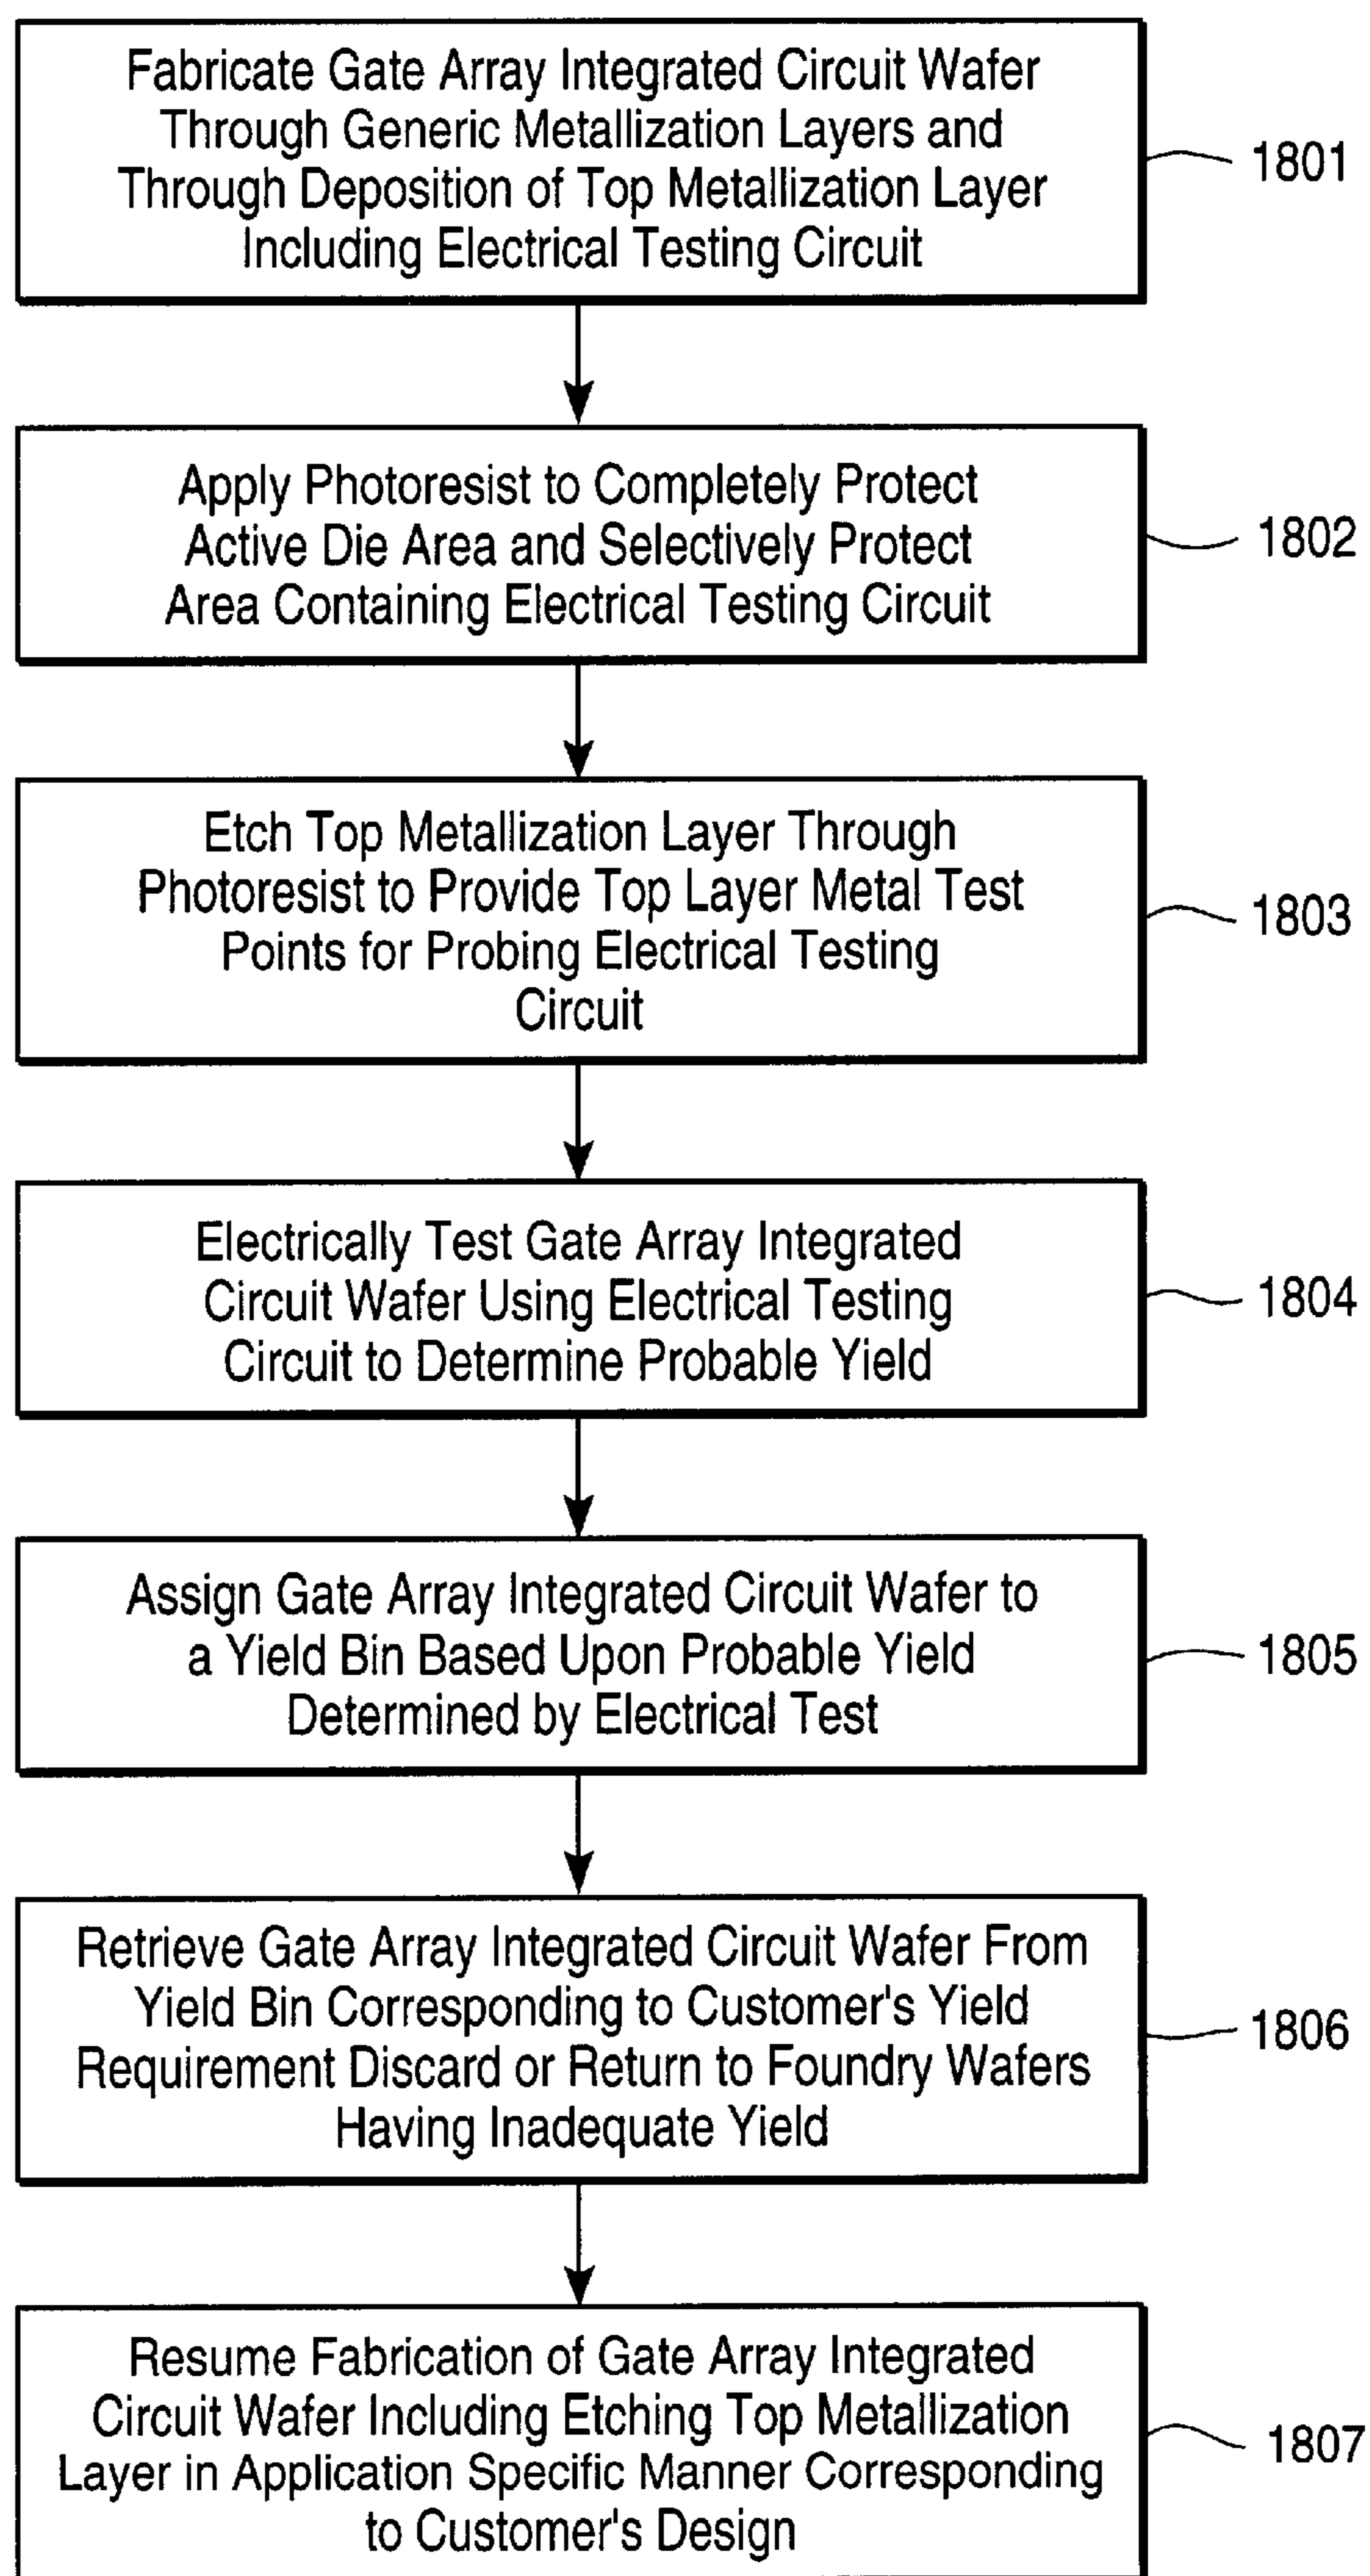 Fabricate Gate Array Integrated Circuit Wafer
Through Generic Metallization Layers and
Through Deposition of Top Metallization Layer
Including Electrical Testing Circuit
1801
Apply Photoresist to Completely Protect
Active Die Area and Selectively Protect
Area Containing Electrical Testing Circuit
1802
Etch Top Metallization Layer Through
Photoresist to Provide Top Layer Metal Test
Points for Probing Electrical Testing
Circuit
1803
Electrically Test Gate Array Integrated
Circuit Wafer Using Electrical Testing
Circuit to Determine Probable Yield
1804
Assign Gate Array Integrated Circuit Wafer to
a Yield Bin Based Upon Probable Yield
Determined by Electrical Test
1805
Retrieve Gate Array Integrated Circuit Wafer From
Yield Bin Corresponding to Customer's Yield
Requirement Discard or Return to Foundry Wafers
Having Inadequate Yield
1806
Resume Fabrication of Gate Array Integrated
Circuit Wafer Including Etching Top Metallization
Layer in Application Specific Manner Corresponding
to Customer's Design
1807